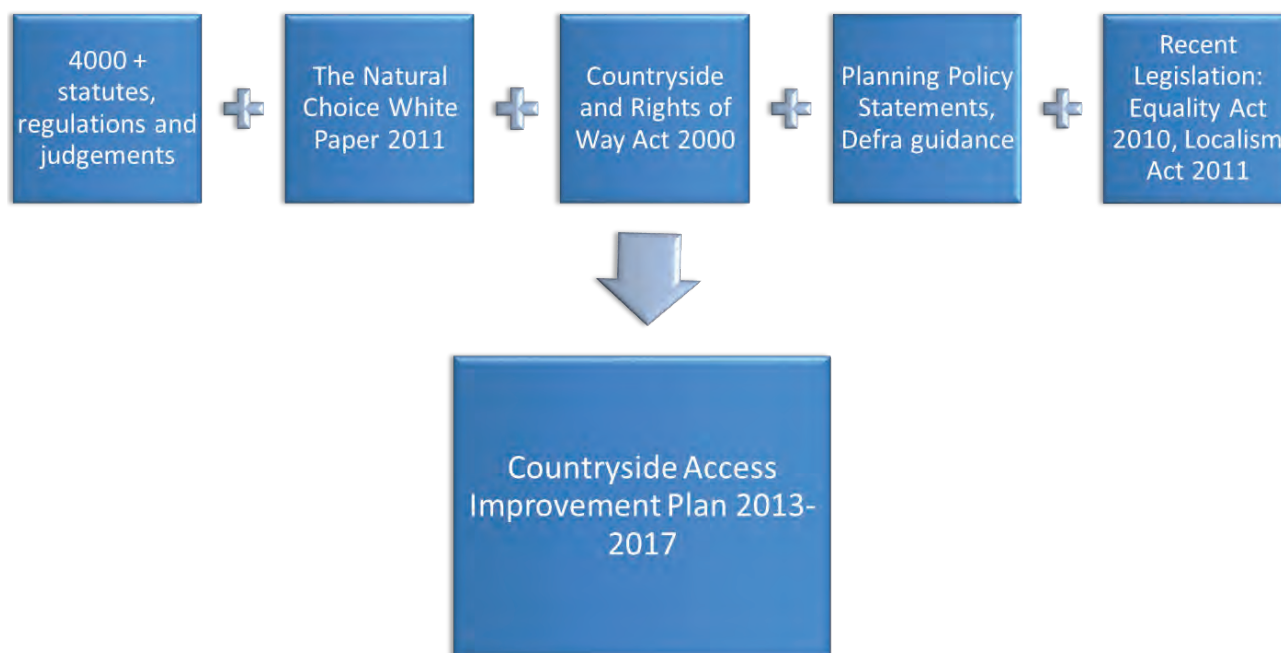 4000 +
statutes,
regulations and
judgements
The Natural
Choice White
Paper 2011
Countryside
and Rights of
Way Act 2000
Planning Policy
Statements,
Defra guidance
Recent
Legislation:
Equality Act
2010, Localism
Act 2011
Countryside Access
Improvement Plan 2013-
2017